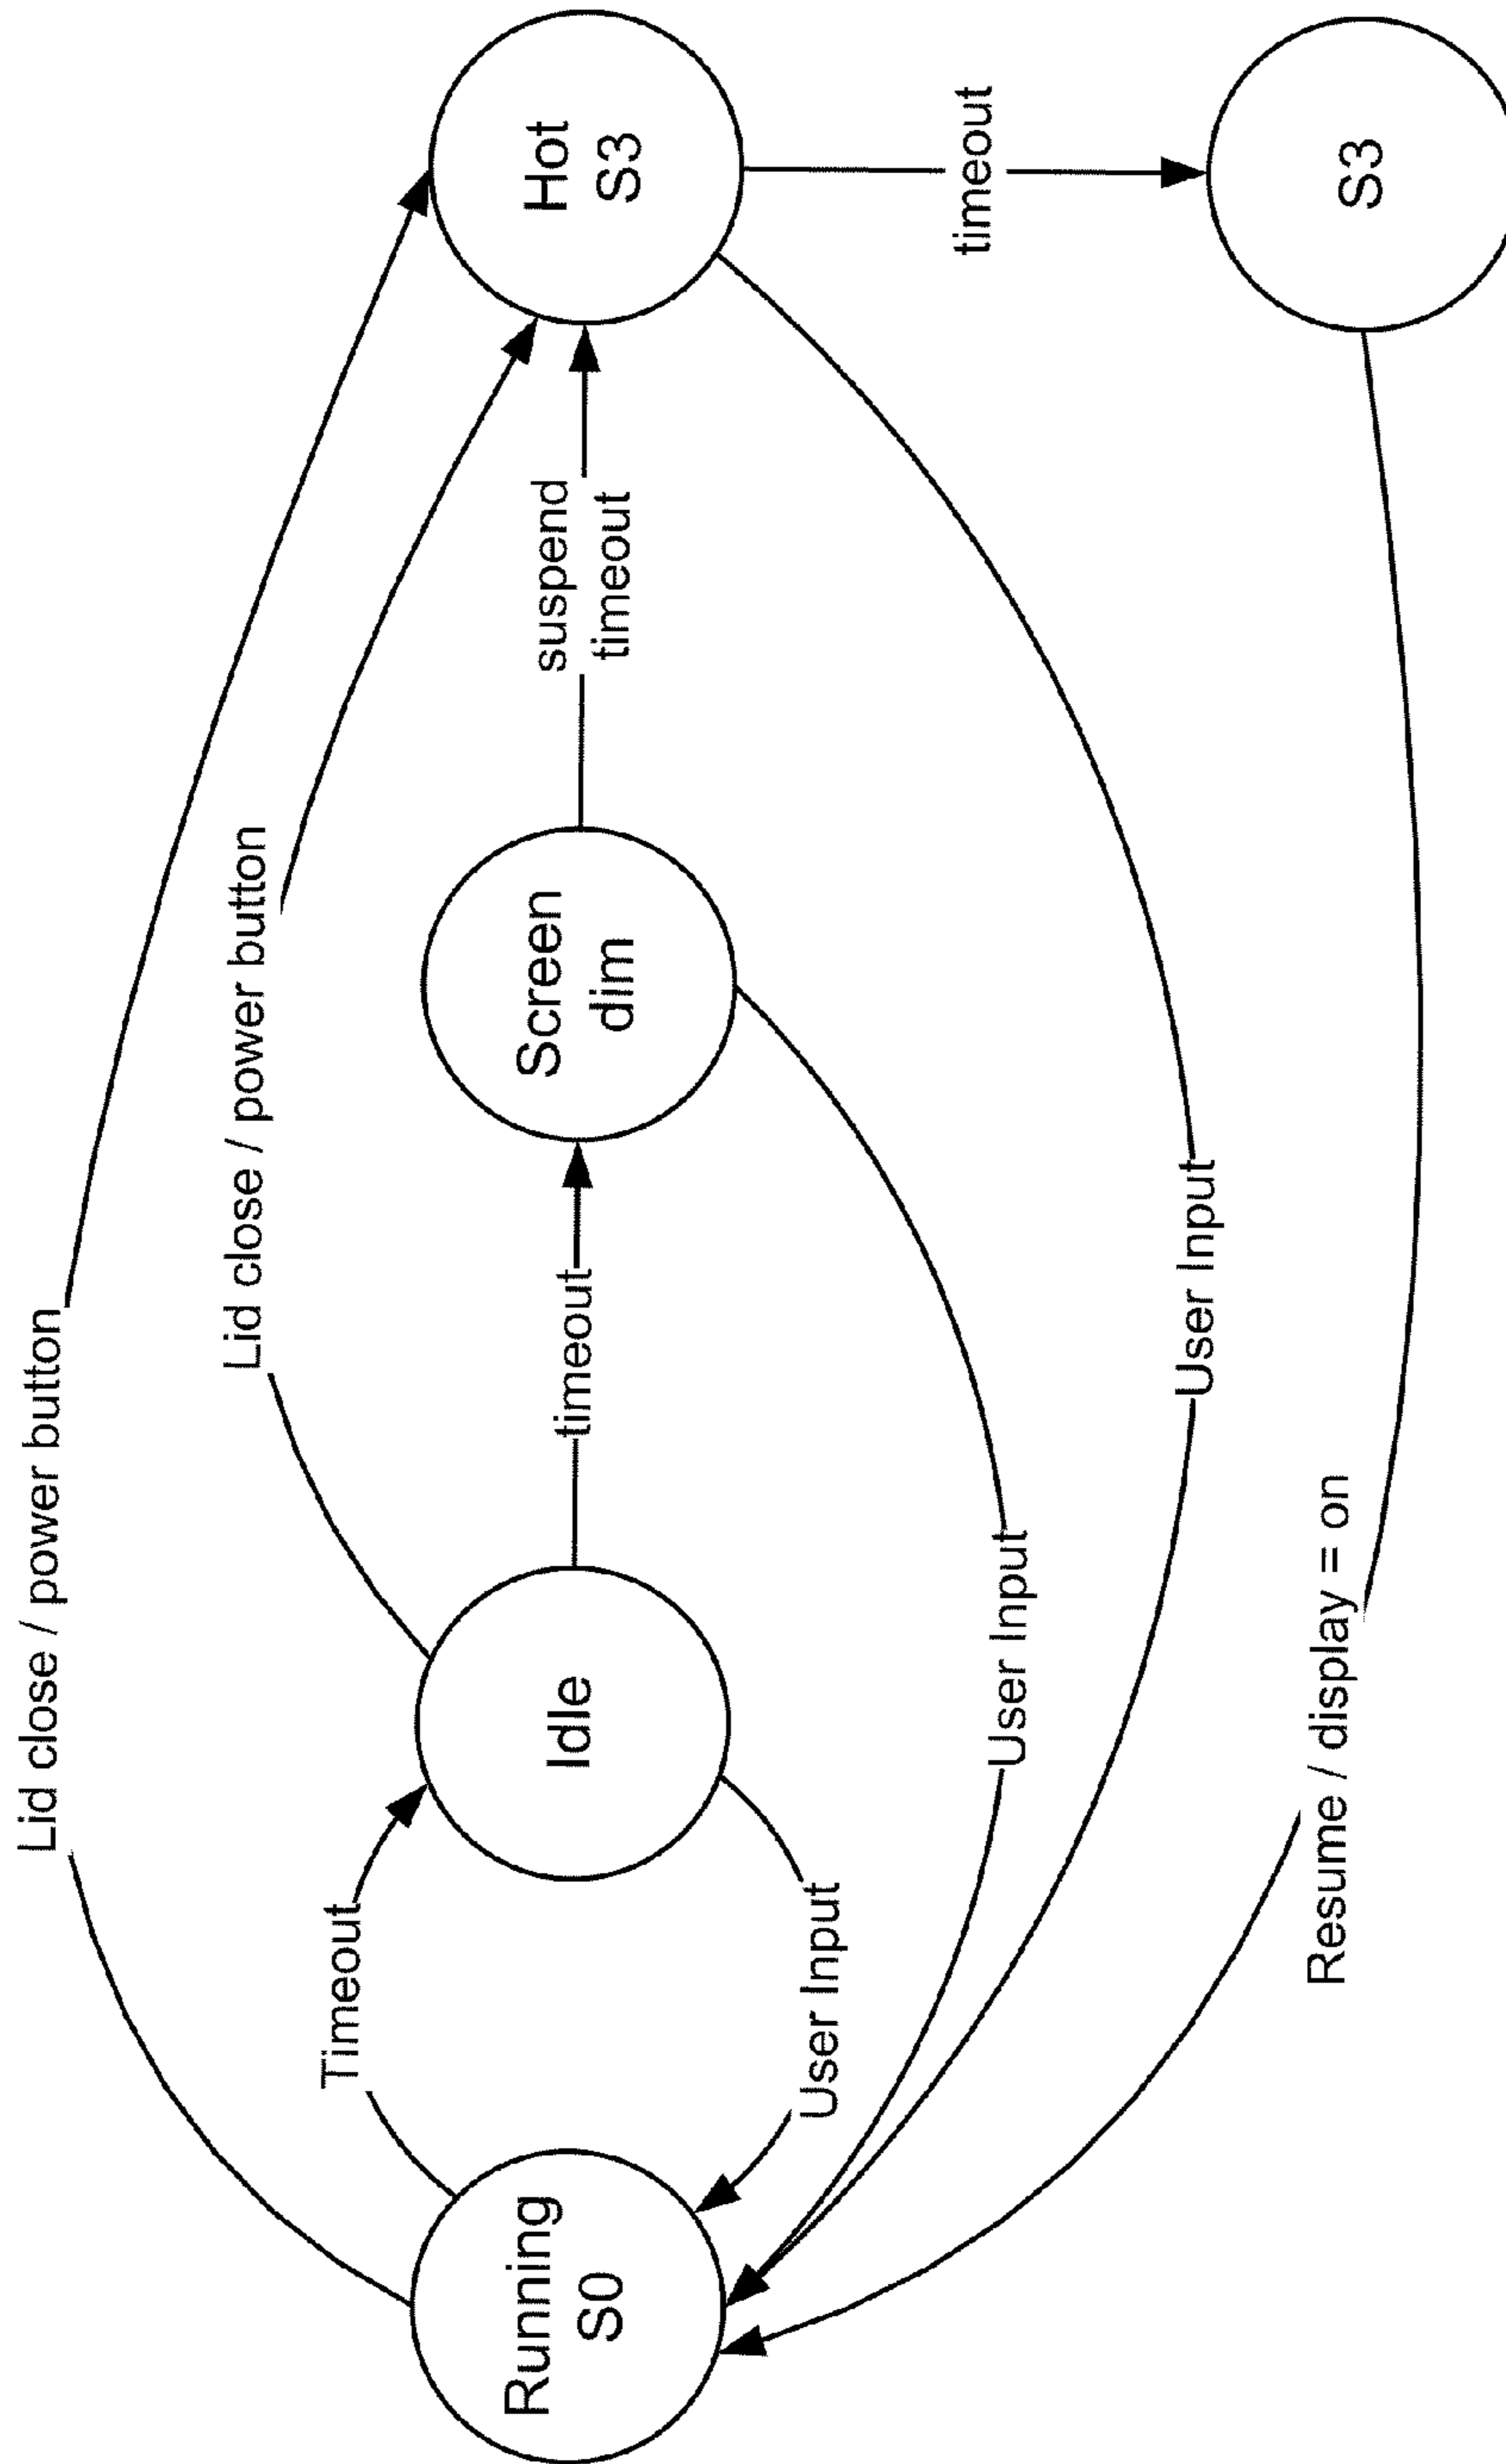 Lid close / power button
Lid close / power button
Timeout
Running
S0
Idle
timeout
Screen
dim
suspend
timeout
Hot
S3
User Input
User Input
User Input
timeout
Resume / display = on
S3